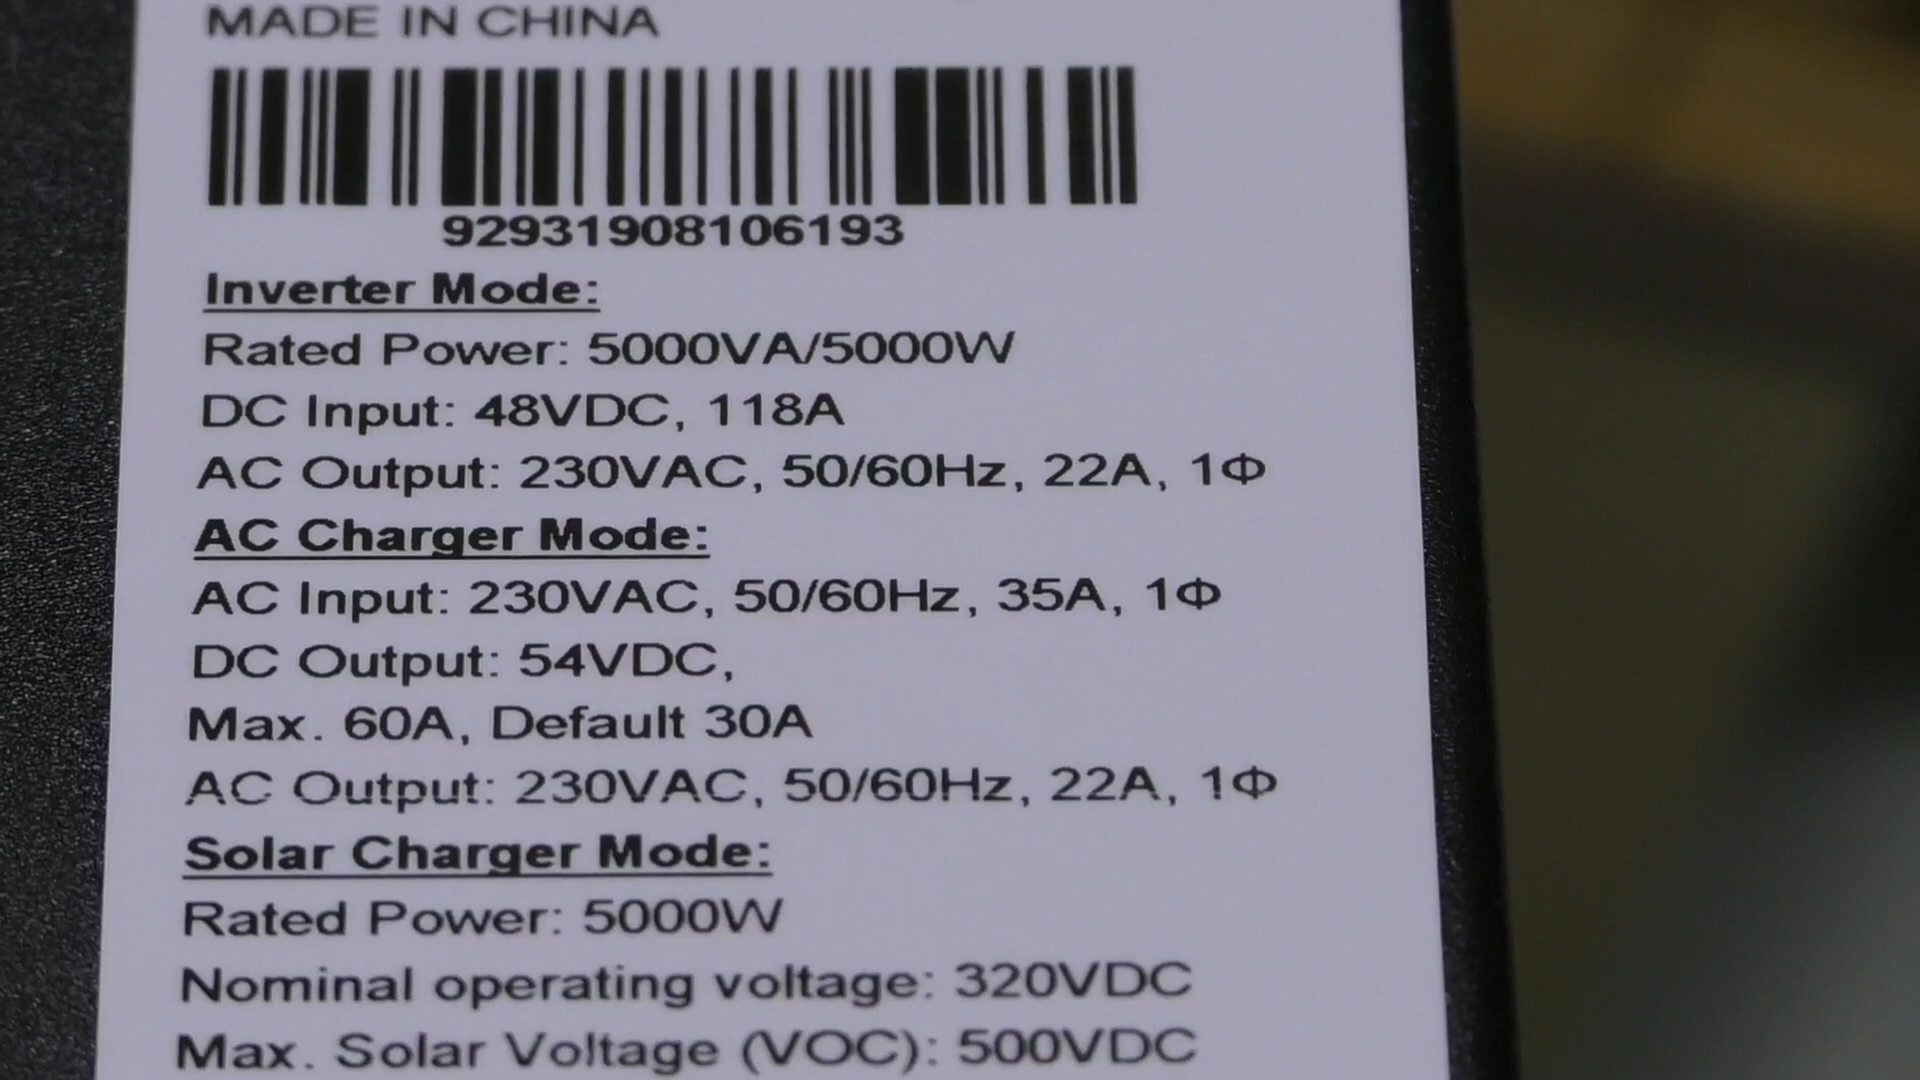 MADE IN CHINA
92931908106193
Inverter Mode:
Rated Power: 5000VA/5000W
DC Input: 48VDC, 118A
AC Output: 230VAC, 50/60Hz, 22A, 1Φ
AC Charger Mode:
AC Input: 230VAC, 50/60Hz, 35A, 1Φ
DC Output: 54VDC,
Max. 60A, Default 30A
AC Output: 230VAC, 50/60Hz, 22A, 1Φ
Solar Charger Mode:
Rated Power: 5000W
Nominal operating voltage: 320VDC
Max. Solar Voltage (VOC): 500VDC